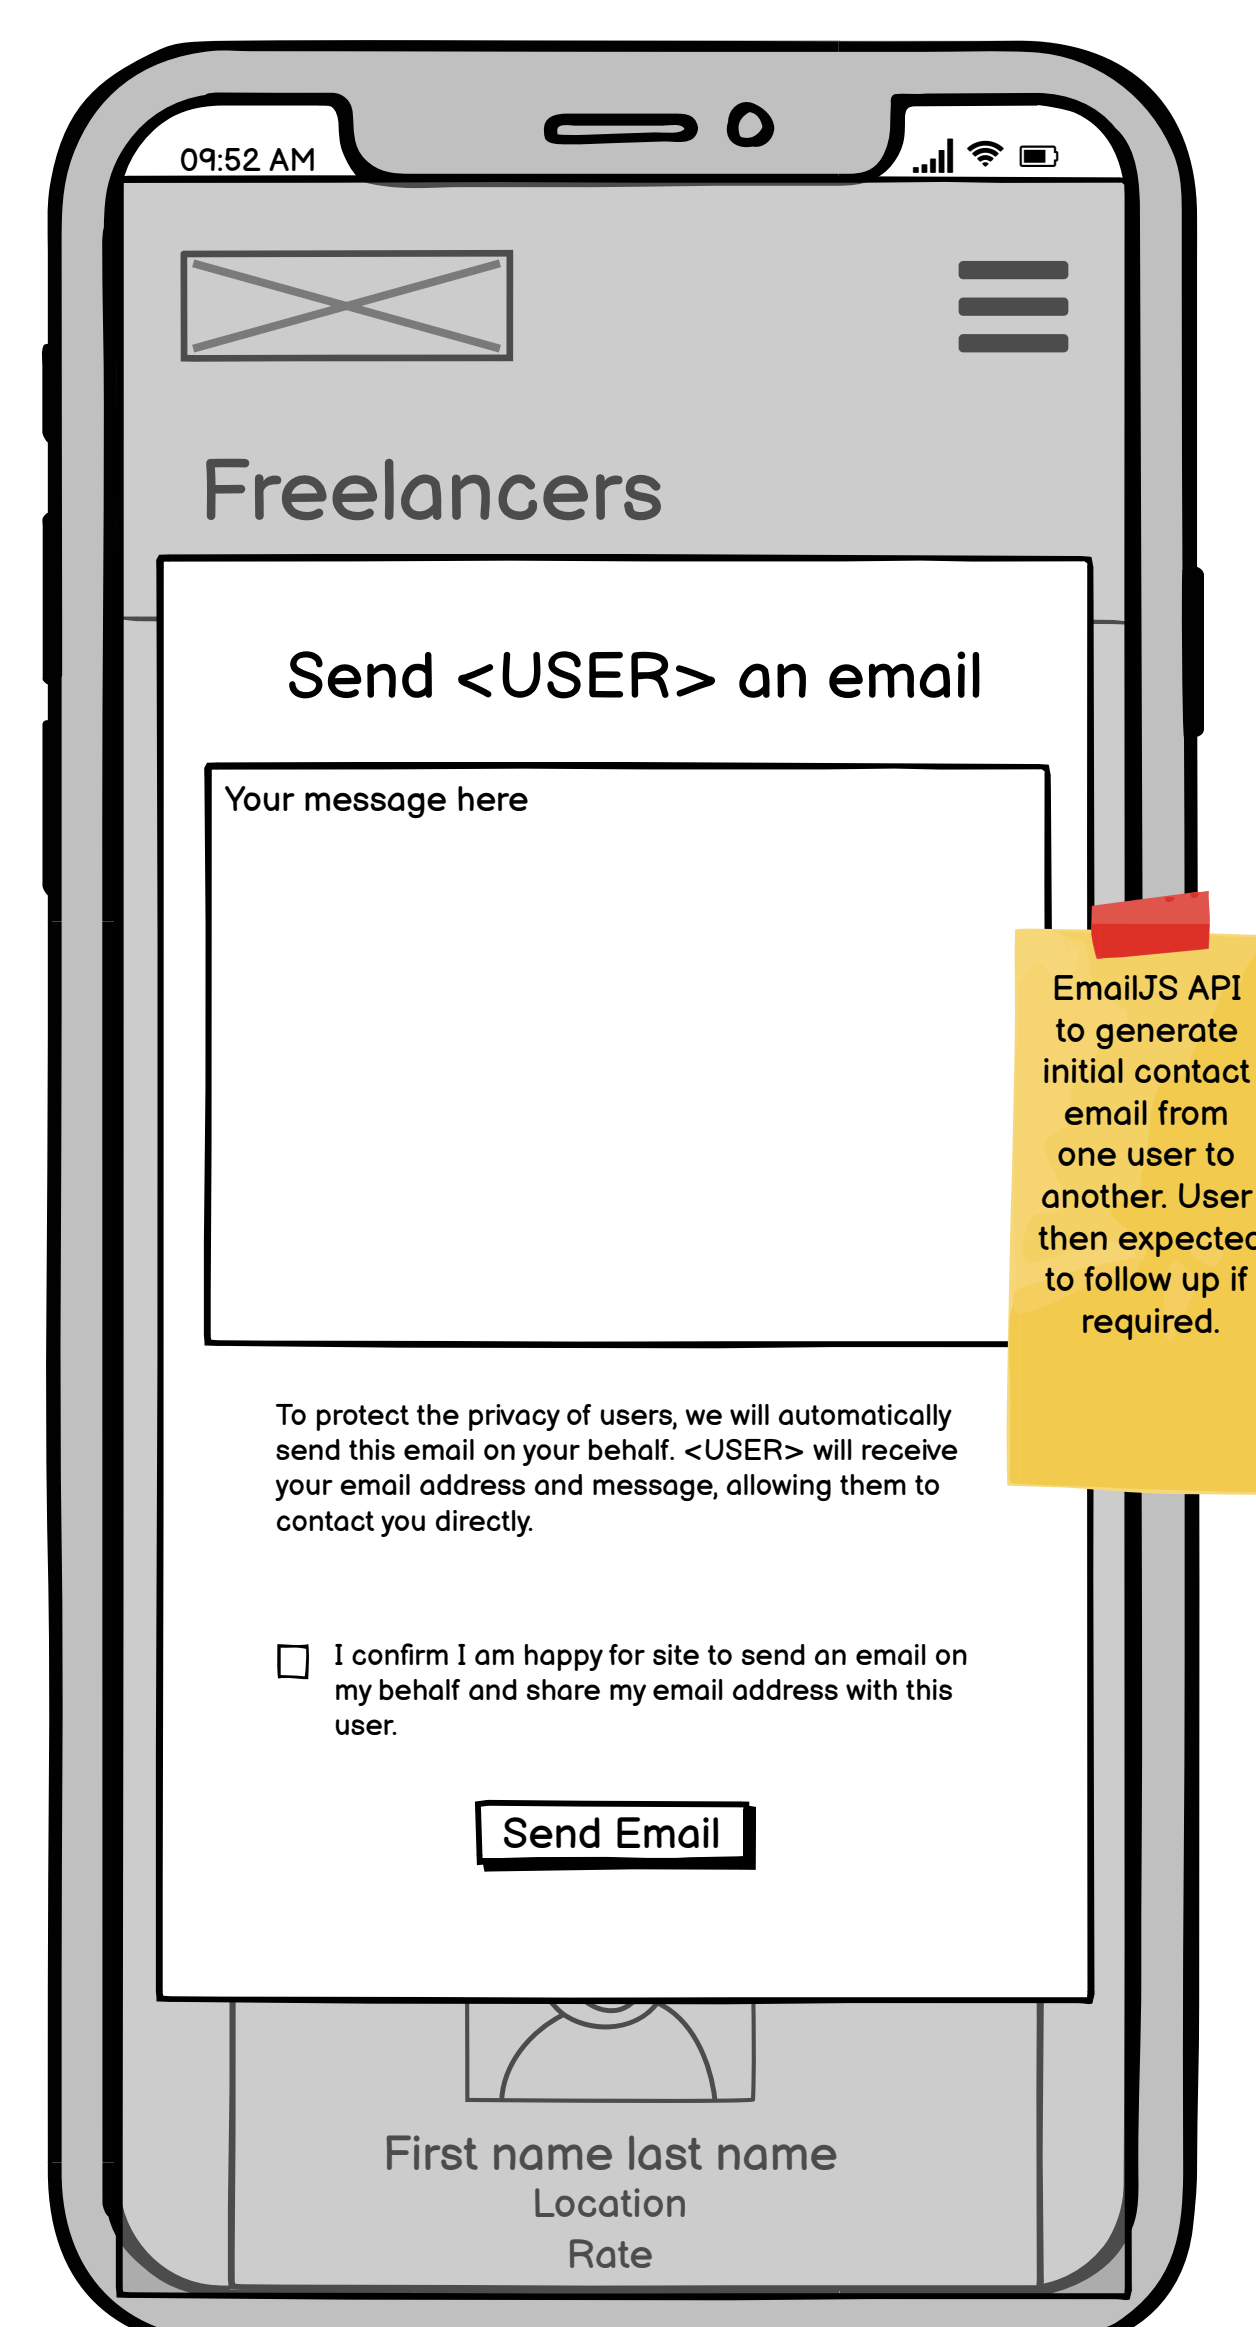 09:52 AM
Freelancers
Send <USER> an email
Your message here
EmailJS API
to generate
initial contact
email from
one user to
another. User
then expected
to follow up if
required.
To protect the privacy of users, we will automatically
send this email on your behalf. <USER> will receive
your email address and message, allowing them to
contact you directly.
I confirm I am happy for site to send an email on
my behalf and share my email address with this
user.
Send Email
First name last name
Location
Rate